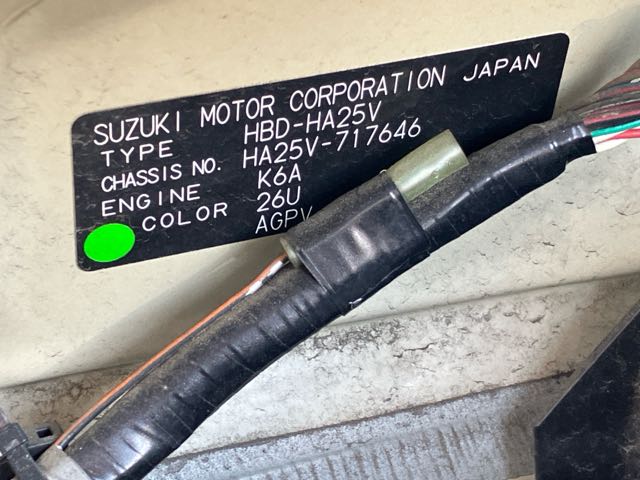 SUZUKI MOTOR CORPORATION JAPAN
TYPE HBD-HA25V
CHASSIS NO. HA25V-717646
ENGINE K6A
COLOR 26U
AGPV